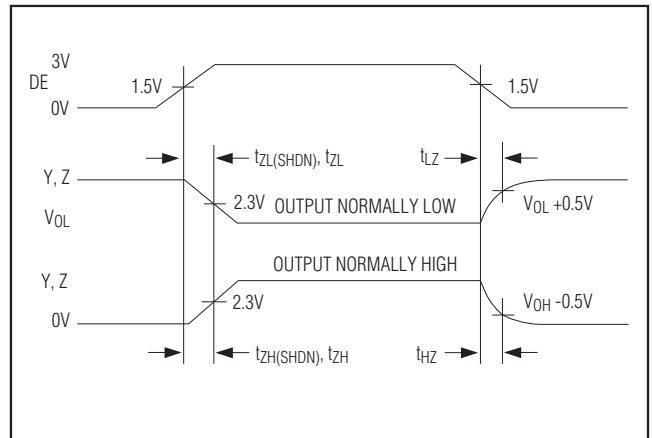 3V
DE
1.5V
1.5V
0V
tZL(SHDN), tZL
tLZ
Y, Z
2.3V
OUTPUT NORMALLY LOW
VOL +0.5V
VOL
OUTPUT NORMALLY HIGH
Y, Z
2.3V
VOH -0.5V
0V
tZH(SHDN), tZH
tHZ